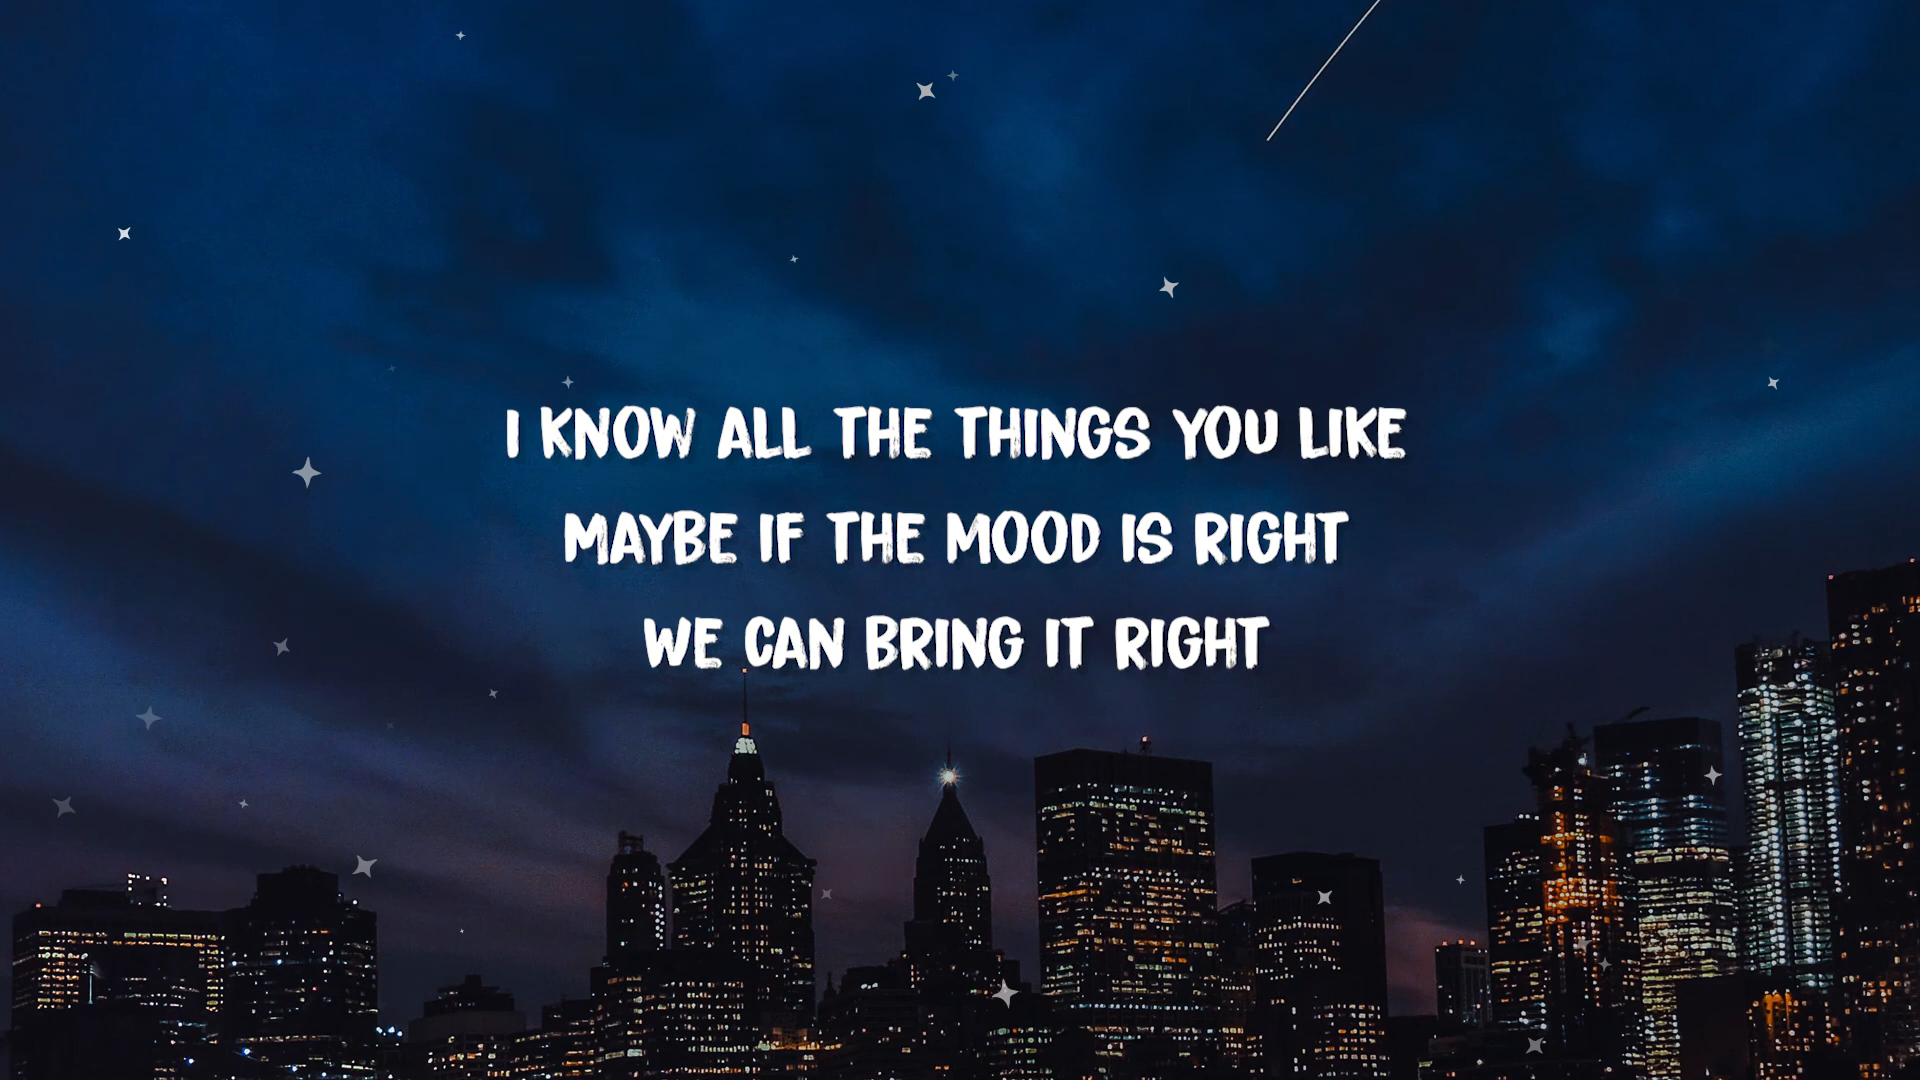 I KNOW ALL THE THINGS YOU LIKE
MAYBE IF THE MOOD IS RIGHT
WE CAN BRING IT RIGHT